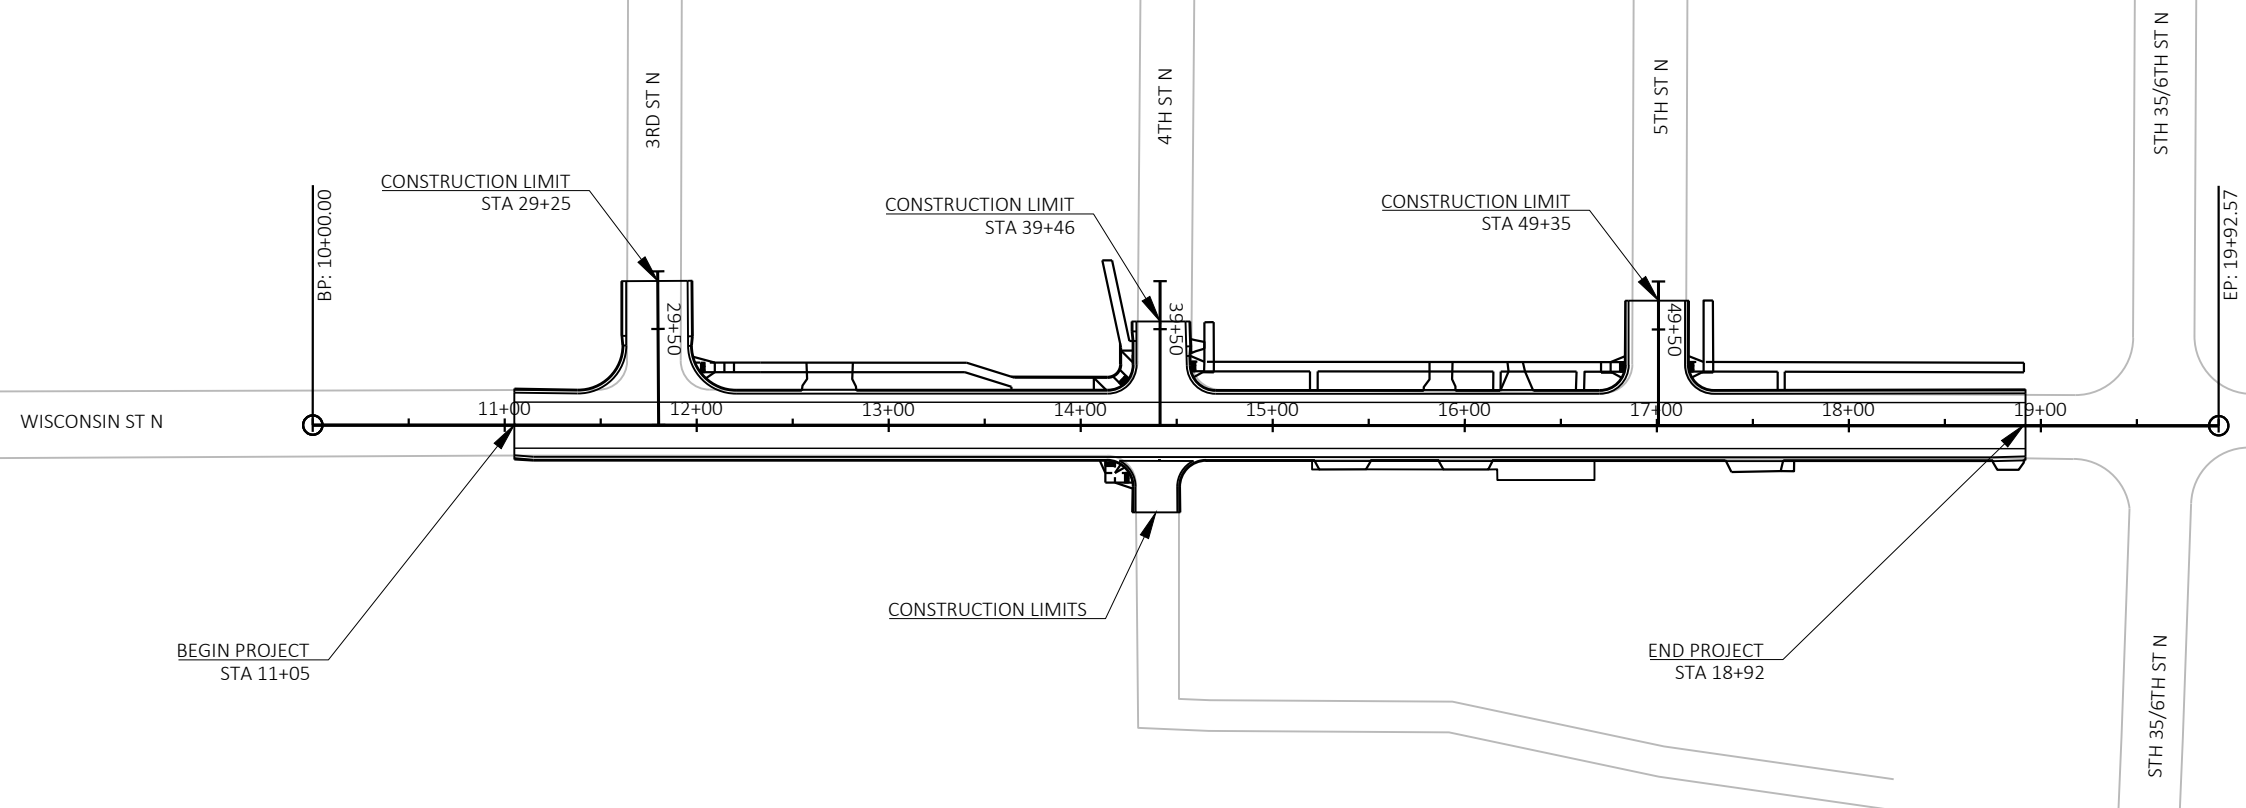 3RD ST N
4TH ST N
5TH ST N
STH 35/6TH ST N
CONSTRUCTION LIMIT
STA 29+25
CONSTRUCTION LIMIT
STA 39+46
CONSTRUCTION LIMIT
STA 49+35
BP: 10+00.00
EP: 19+92.57
29+50
39+50
49+50
WISCONSIN ST N
11+00
12+00
13+00
14+00
15+00
16+00
17+00
18+00
19+00
CONSTRUCTION LIMITS
BEGIN PROJECT
STA 11+05
END PROJECT
STA 18+92
STH 35/6TH ST N